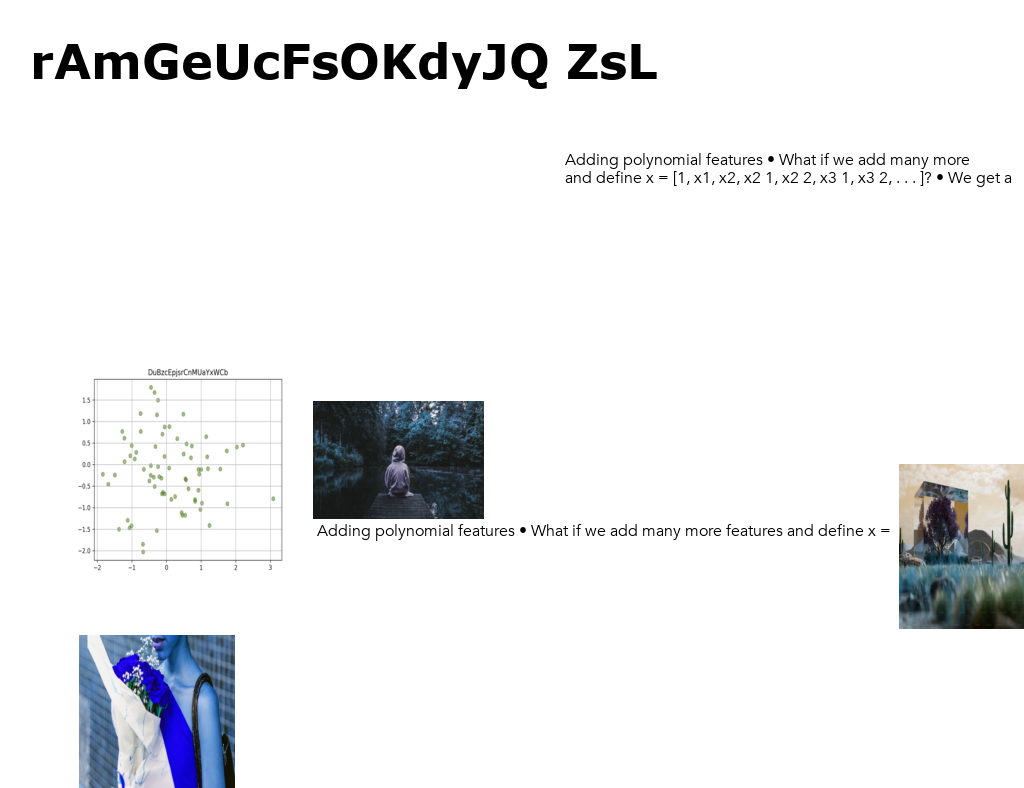 rAmGeUcFsOKdyJQ ZsL
Adding polynomial features • What if we add many more
and define x = [1, x1, x2, x2 1, x2 2, x3 1, x3 2, . . . ]? • We get a
DuBzcEpjsrCnMUaYxWCb
1.5
1.0
0.5
0.0
−0.5
−1.0
−1.5
−2.0
−2 −1 0 1 2 3
Adding polynomial features • What if we add many more features and define x =